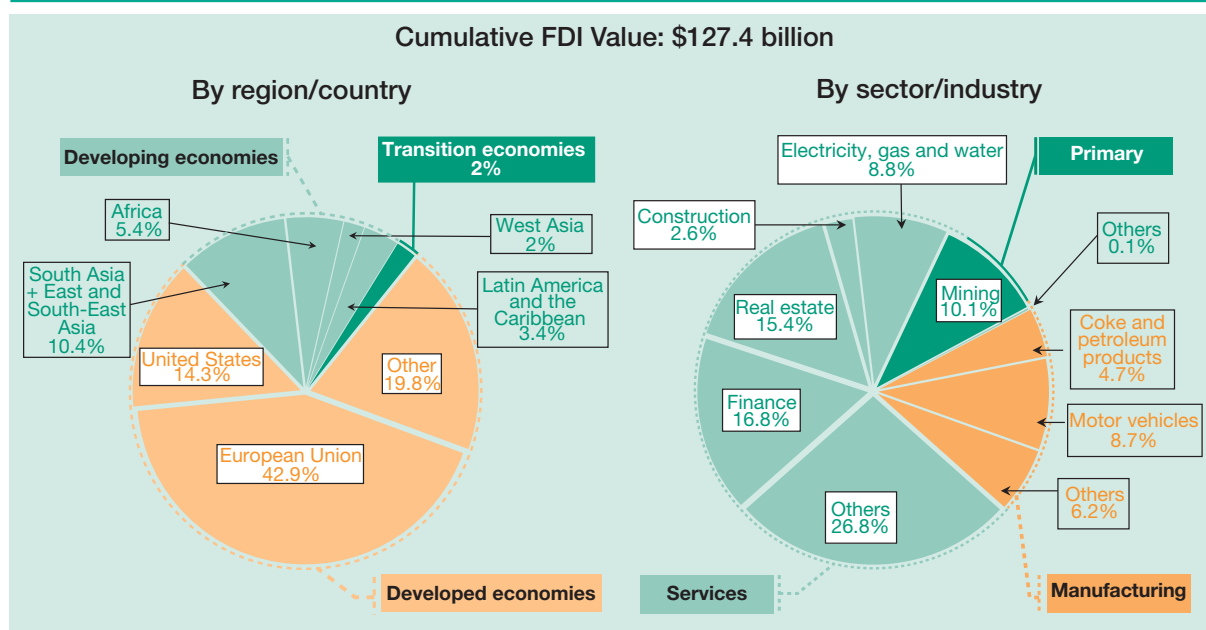 Cumulative FDI Value: $127.4 billion
By region/country
Developing economies
Transition economies
2%
Africa
5.4%
West Asia
2%
South Asia
+ East and
South-East
Asia
10.4%
Latin America
and the
Caribbean
3.4%
United States
14.3%
Other
19.8%
European Union
42.9%
Developed economies
By sector/industry
Electricity, gas and water
8.8%
Primary
Construction
2.6%
Others
0.1%
Mining
10.1%
Real estate
15.4%
Coke and
petroleum
products
4.7%
Finance
16.8%
Motor vehicles
8.7%
Others
6.2%
Others
26.8%
Services
Manufacturing